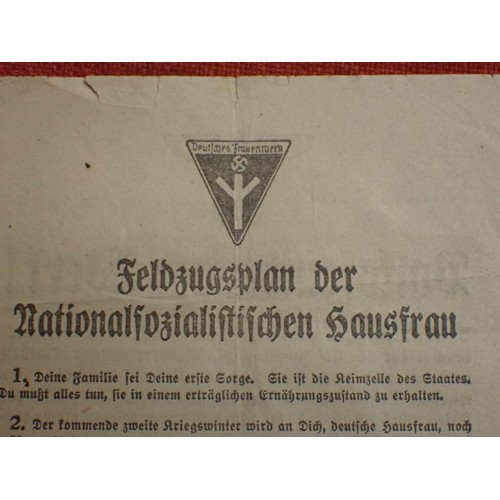 Deutsches Frauenwerk
Feldzugsplan der
Nationalsozialistischen Hausfrau
1. Deine Familie sei Deine erste Sorge. Sie ist die Keimzelle des Staates.
Du mußt alles tun, sie in einem erträglichen Ernährungszustand zu erhalten.
2. Der kommende zweite Kriegswinter wird an Dich, deutsche Hausfrau, noch